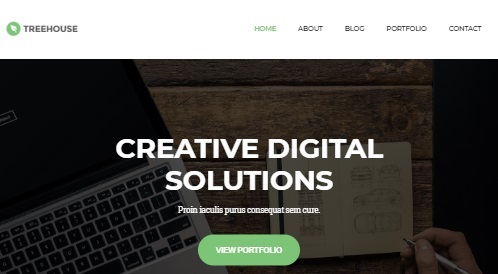 TREEHOUSE
HOME ABOUT BLOG PORTFOLIO CONTACT
CREATIVE DIGITAL
SOLUTIONS
Proin iaculis purus consequat sem cure.
VIEW PORTFOLIO